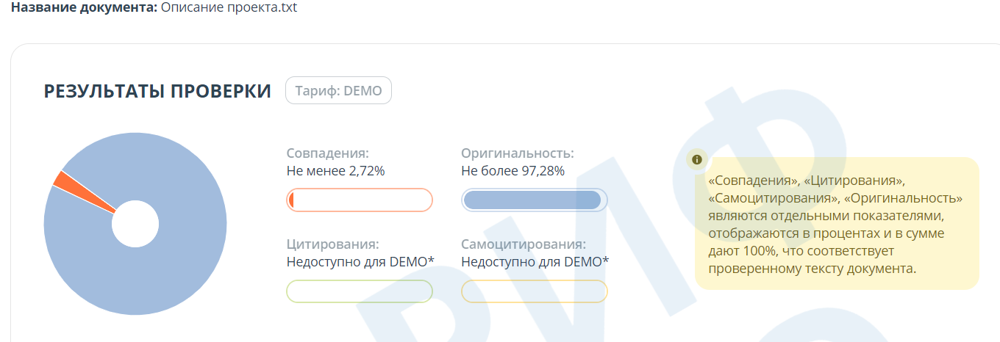 Название документа: Описание проекта.txt
РЕЗУЛЬТАТЫ ПРОВЕРКИ
Тариф: DEMO
Совпадения:
Не менее 2,72%
Оригинальность:
Не более 97,28%
Цитирования:
Недоступно для DEMO*
Самоцитирования:
Недоступно для DEMO*
«Совпадения», «Цитирования»,
«Самоцитирования», «Оригинальность»
являются отдельными показателями,
отображаются в процентах и в сумме
дают 100%, что соответствует
проверенному тексту документа.